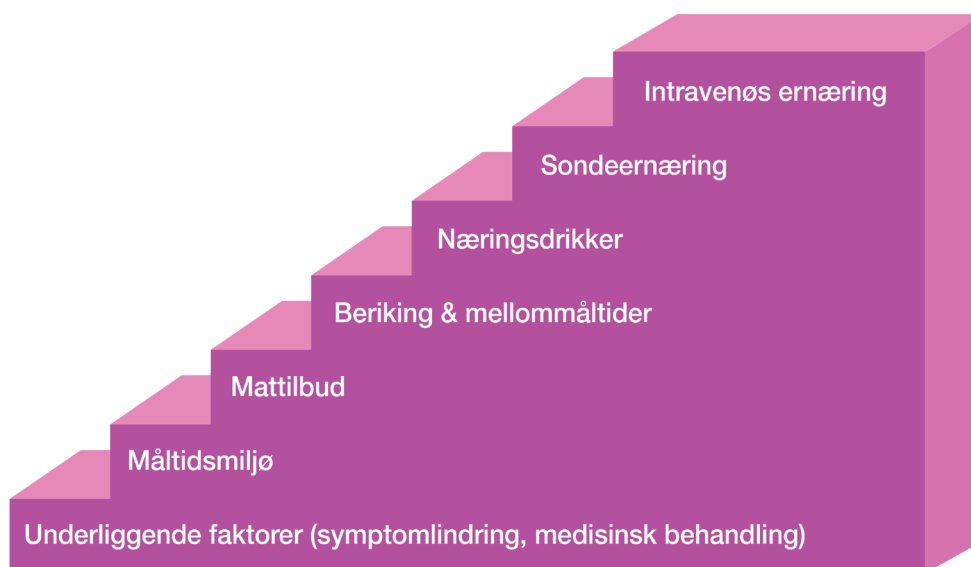 Intravenøs ernæring
Sondeernæring
Næringsdrikker
Beriking & mellommåltider
Mattilbud
Måltidsmiljø
Underliggende faktorer (symptomlindring, medisinsk behandling)